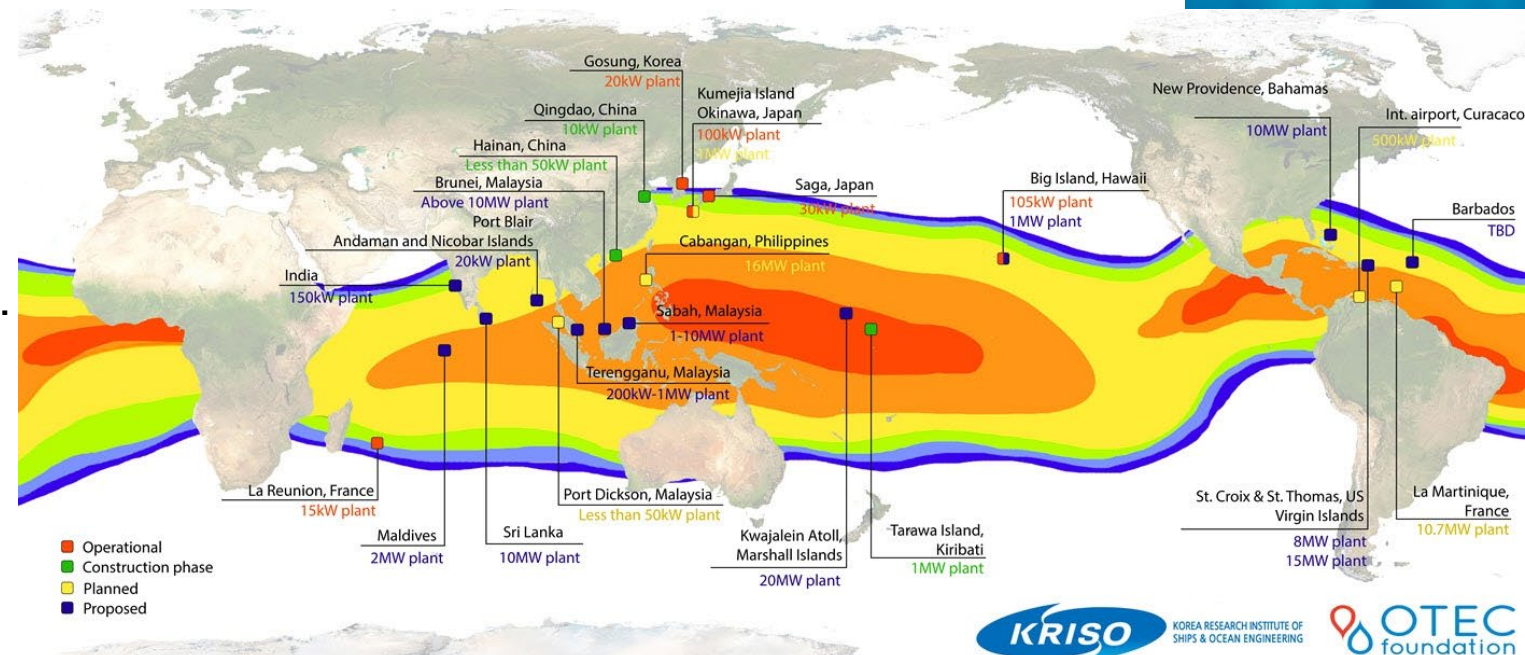 Gosung, Korea
20kW plant
Qingdao, China
10kW plant
Kumejia Island
Okinawa, Japan
100kW plant
1MW plant
Hainan, China
Less than 50kW plant
Brunei, Malaysia
Above 10MW plant
Port Blair
Andaman and Nicobar Islands
20kW plant
India
150kW plant
Saga, Japan
30kW plant
Cabangan, Philippines
16MW plant
Big Island, Hawaii
105kW plant
1MW plant
New Providence, Bahamas
10MW plant
Int. airport, Curacaco
500kW plant
Barbados
TBD
Sabah, Malaysia
1-10MW plant
Terengganu, Malaysia
200kW-1MW plant
La Reunion, France
15kW plant
Maldives
2MW plant
Sri Lanka
10MW plant
Port Dickson, Malaysia
Less than 50kW plant
Kwajalein Atoll,
Marshall Islands
20MW plant
Tarawa Island,
Kiribati
1MW plant
St. Croix & St. Thomas, US
Virgin Islands
8MW plant
15MW plant
La Martinique,
France
10.7MW plant
Operational
Construction phase
Planned
Proposed
KRISO
KOREA RESEARCH INSTITUTE OF
SHIPS & OCEAN ENGINEERING
OTEC
foundation